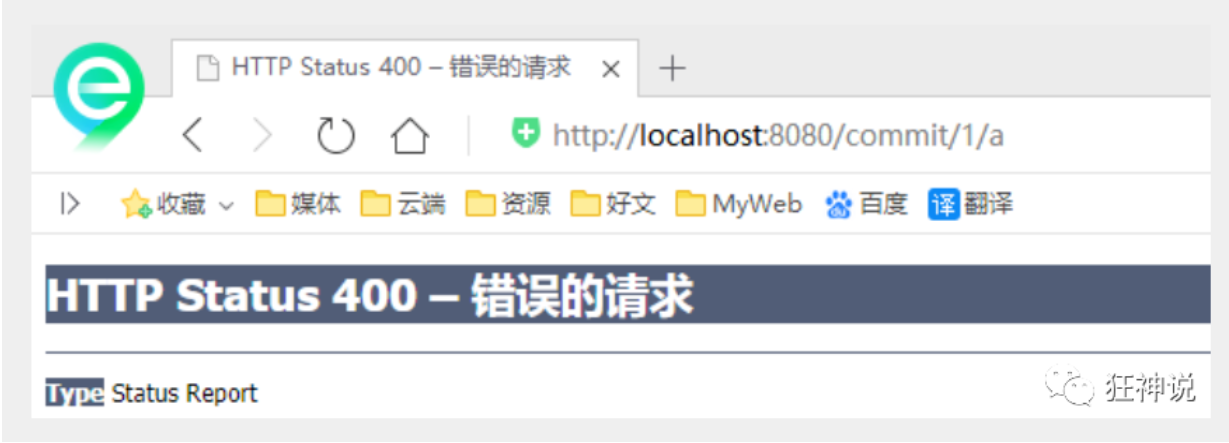 HTTP Status 400 – 错误的请求
http://localhost:8080/commit/1/a
收藏 媒体 云端 资源 好文 MyWeb 百度 译 翻译
HTTP Status 400 – 错误的请求
Type Status Report
狂神说